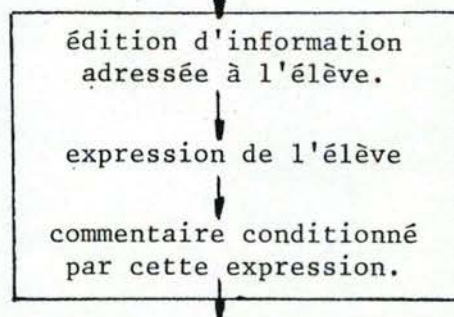 édition d'information
adressée à l'élève.
expression de l'élève
commentaire conditionné
par cette expression.